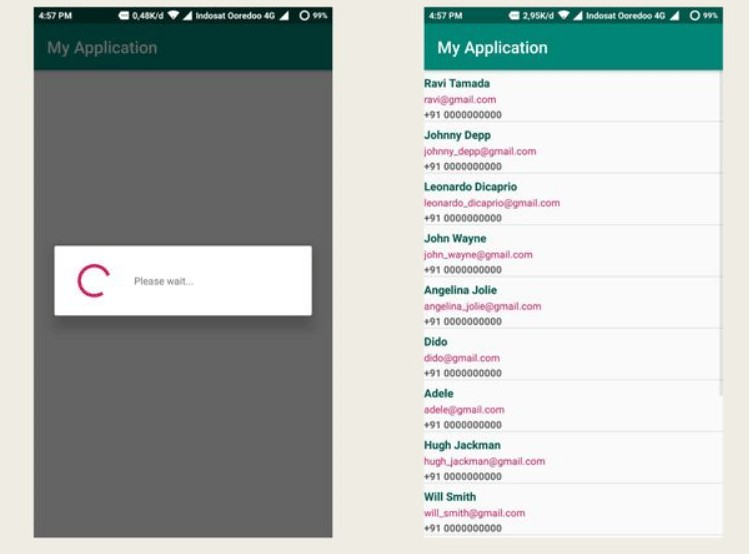 4:57 PM 0,48K/d Indosat Ooredoo 4G 99%
My Application
Please wait...
4:57 PM 2,95K/d Indosat Ooredoo 4G 99%
My Application
Ravi Tamada
ravi@gmail.com
+91 0000000000
Johnny Depp
johnny_depp@gmail.com
+91 0000000000
Leonardo Dicaprio
leonardo_dicaprio@gmail.com
+91 0000000000
John Wayne
john_wayne@gmail.com
+91 0000000000
Angelina Jolie
angelina_jolie@gmail.com
+91 0000000000
Dido
dido@gmail.com
+91 0000000000
Adele
adele@gmail.com
+91 0000000000
Hugh Jackman
hugh_jackman@gmail.com
+91 0000000000
Will Smith
will_smith@gmail.com
+91 0000000000